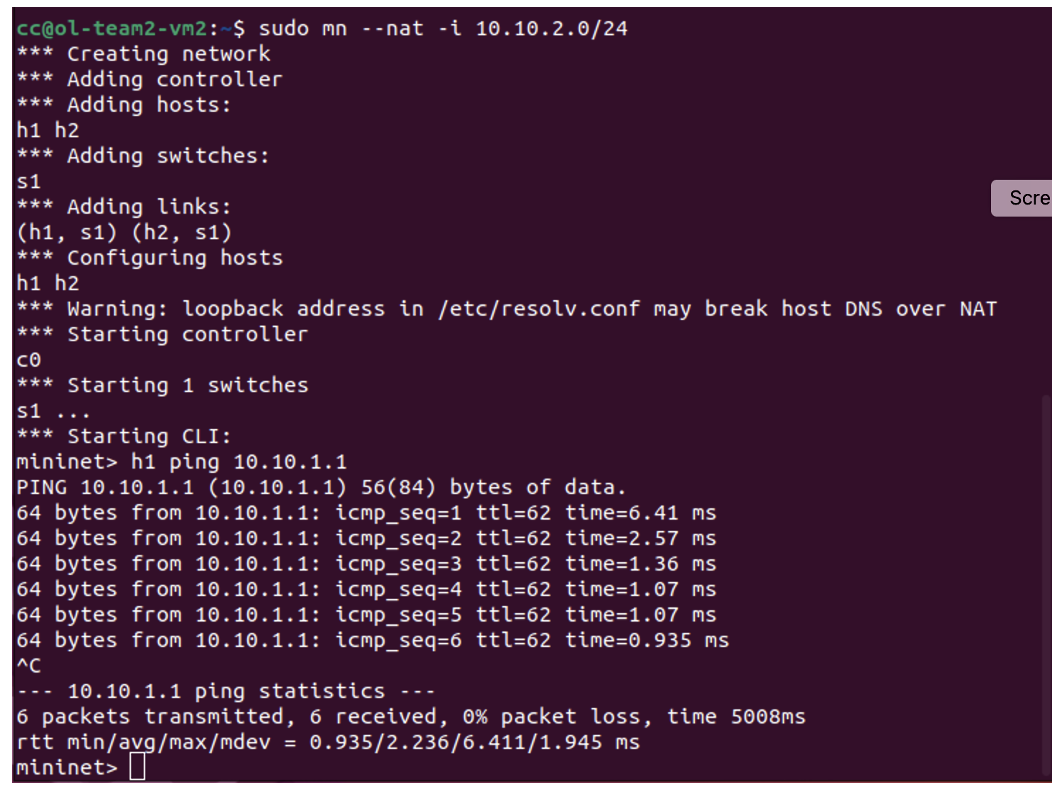 cc@ol-team2-vm2:~$ sudo mn --nat -i 10.10.2.0/24
*** Creating network
*** Adding controller
*** Adding hosts:
h1 h2
*** Adding switches:
s1
Scre
*** Adding links:
(h1, s1) (h2, s1)
*** Configuring hosts
h1 h2
*** Warning: loopback address in /etc/resolv.conf may break host DNS over NAT
*** Starting controller
c0
*** Starting 1 switches
s1 ...
*** Starting CLI:
mininet> h1 ping 10.10.1.1
PING 10.10.1.1 (10.10.1.1) 56(84) bytes of data.
64 bytes from 10.10.1.1: icmp_seq=1 ttl=62 time=6.41 ms
64 bytes from 10.10.1.1: icmp_seq=2 ttl=62 time=2.57 ms
64 bytes from 10.10.1.1: icmp_seq=3 ttl=62 time=1.36 ms
64 bytes from 10.10.1.1: icmp_seq=4 ttl=62 time=1.07 ms
64 bytes from 10.10.1.1: icmp_seq=5 ttl=62 time=1.07 ms
64 bytes from 10.10.1.1: icmp_seq=6 ttl=62 time=0.935 ms
^C
--- 10.10.1.1 ping statistics ---
6 packets transmitted, 6 received, 0% packet loss, time 5008ms
rtt min/avg/max/mdev = 0.935/2.236/6.411/1.945 ms
mininet>